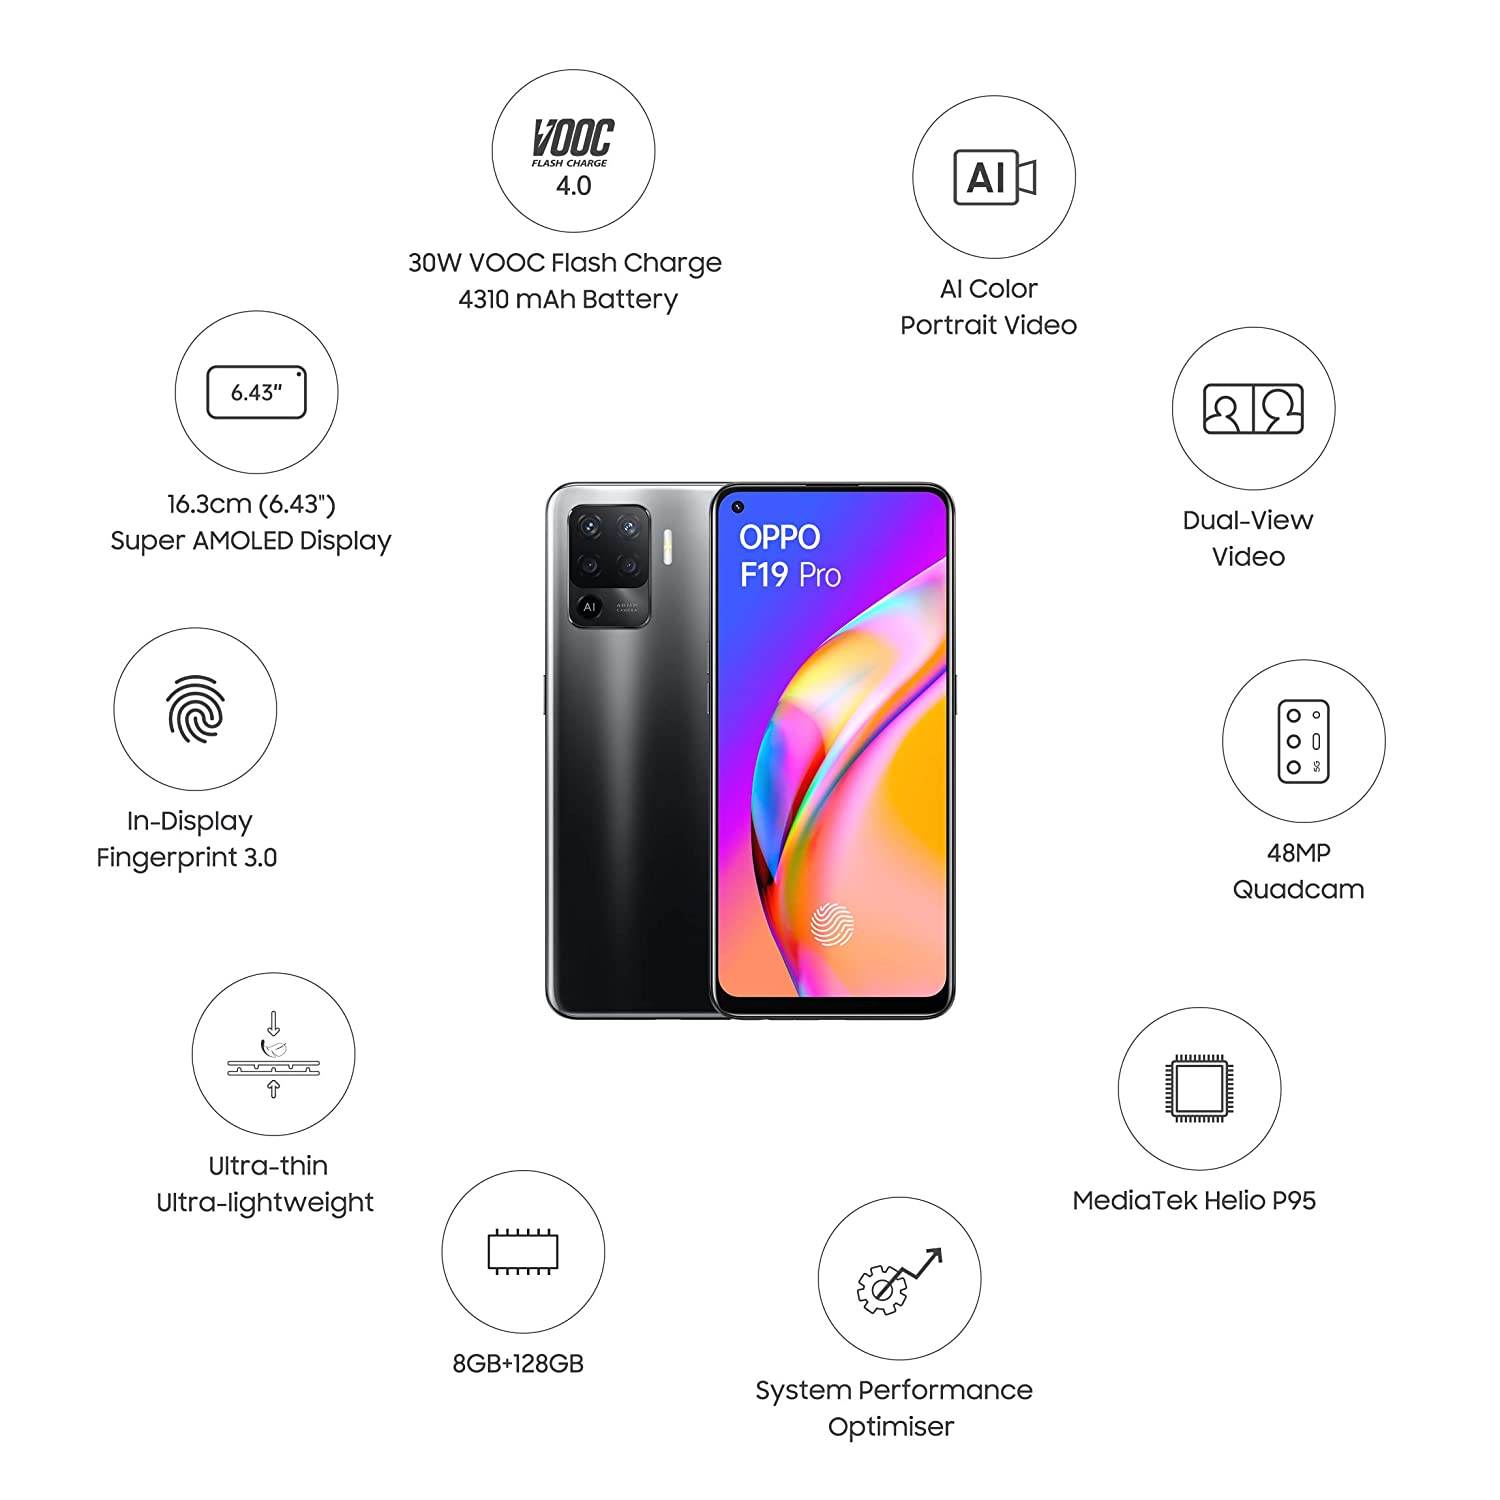 VOOC
FLASH CHARGE
4.0
30W VOOC Flash Charge
4310 mAh Battery
AI
AI Color
Portrait Video
6.43"
16.3cm (6.43")
Super AMOLED Display
Dual-View
Video
OPPO
F19 Pro
AI
CAMERA
In-Display
Fingerprint 3.0
5G
48MP
Quadcam
Ultra-thin
Ultra-lightweight
MediaTek Helio P95
8GB+128GB
System Performance
Optimiser